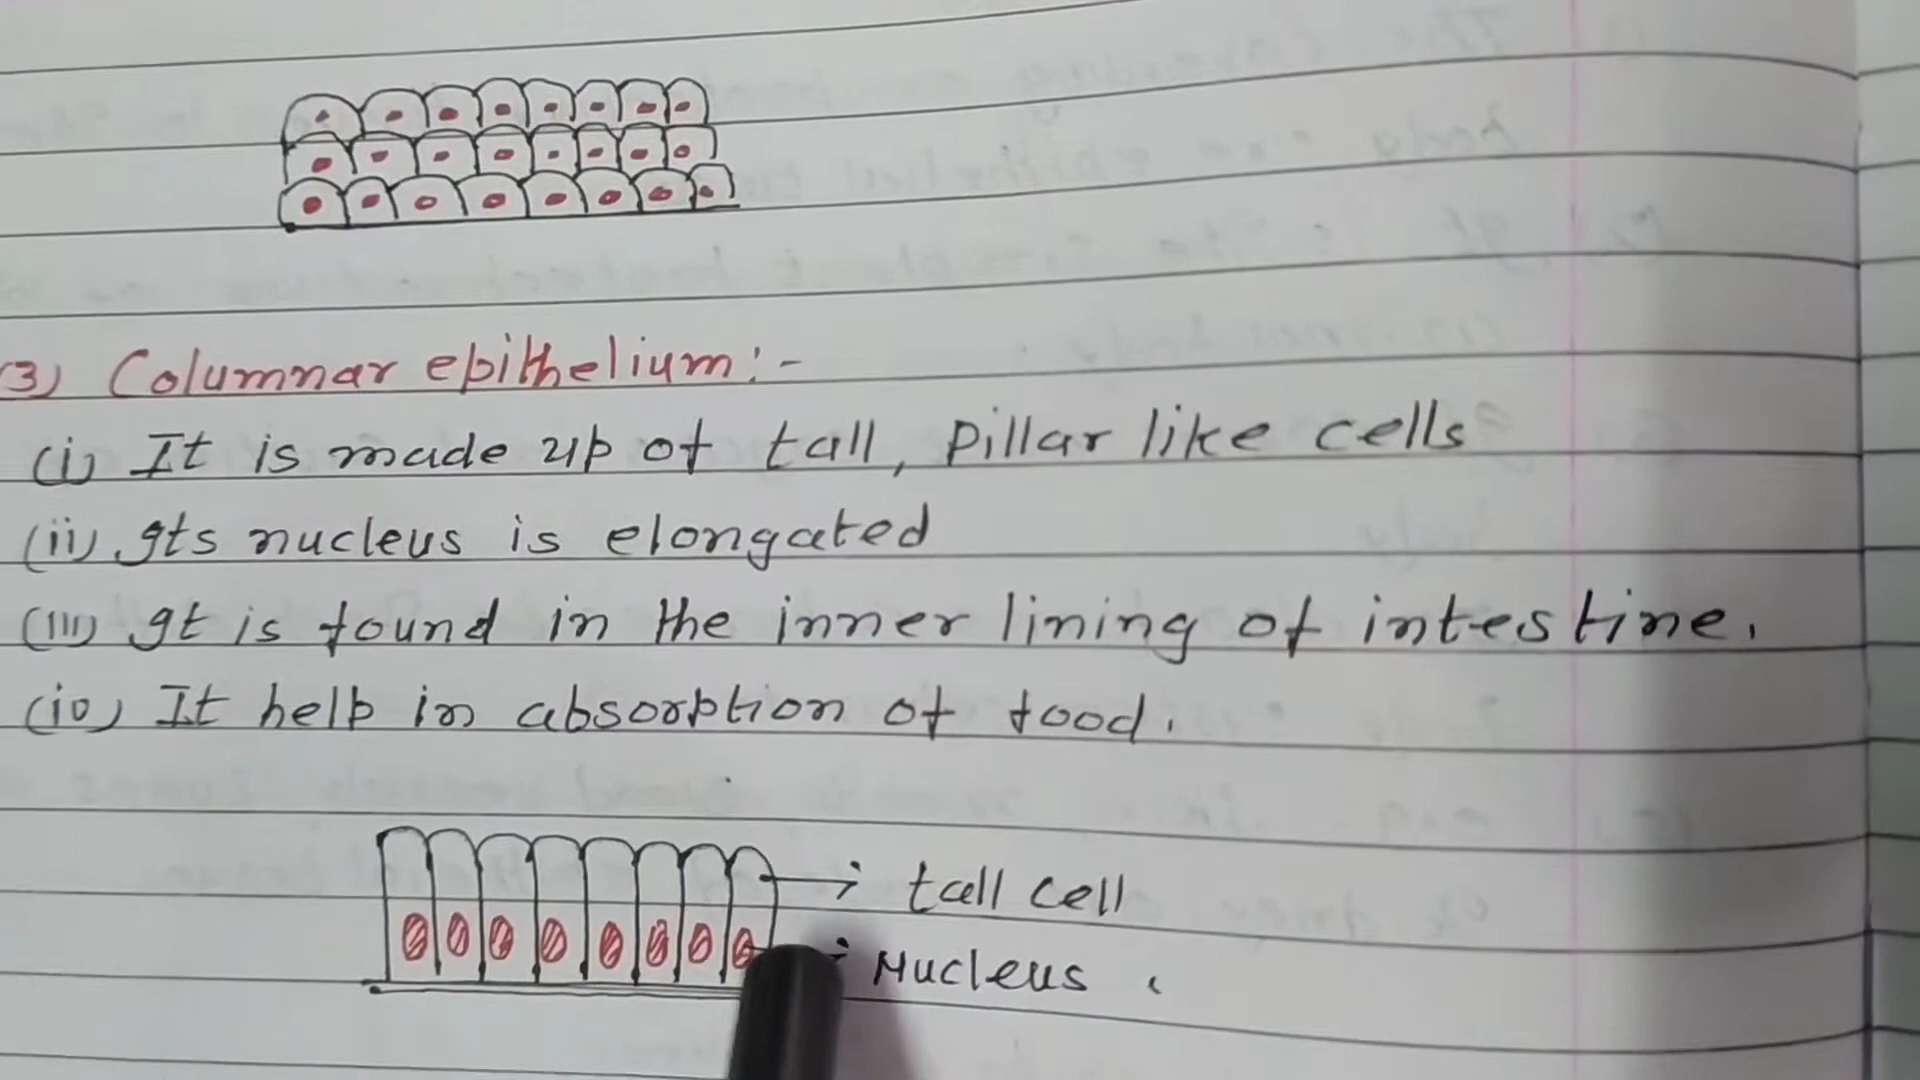 3) Columnar epithelium:-
(i) It is made up of tall, Pillar like cells
(ii) Its nucleus is elongated
(iii) It is found in the inner lining of intestine.
(iv) It help in absorption of food.
tall cell
Nucleus